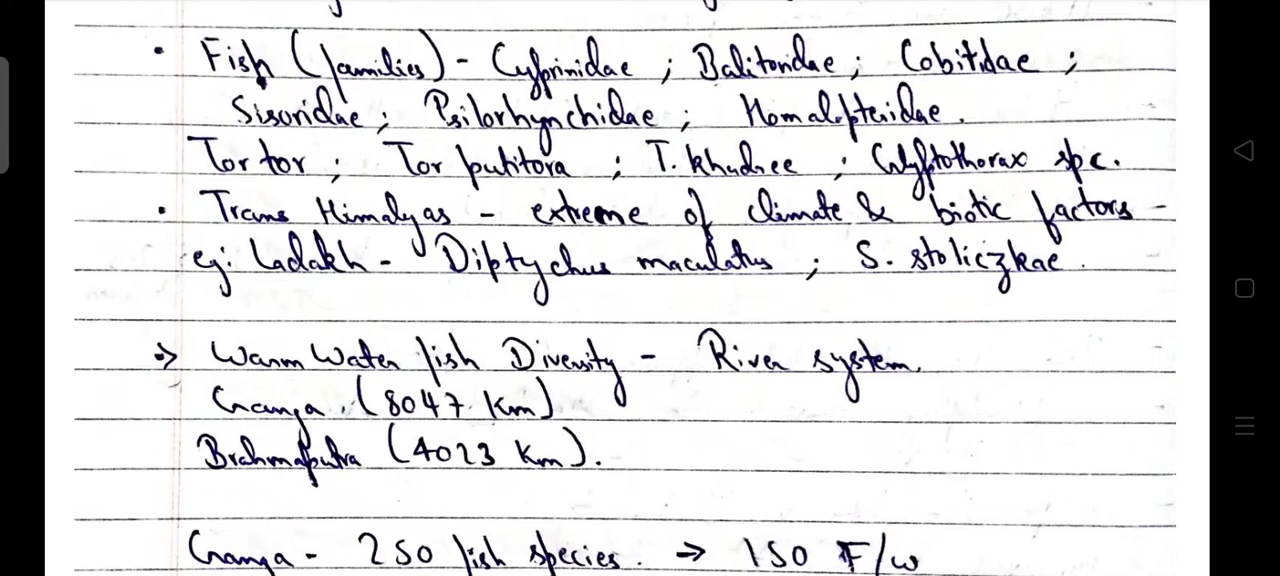 • Fish (families) - Cyprinidae ; Balitoridae ; Cobitidae ;
Sisoridae ; Psilorhynchidae ; Homalopteridae .
Tor tor ; Tor putitora ; T. khudree ; Glyptothorax spc.
• Trans Himalyas - extreme of climate & biotic factors -
eg. Ladakh - Diptychus maculatus ; S. stoliczkae .
=> Warm Water fish Diversity - River system.
Ganga . (8047 Km)
Brahmaputra (4023 Km).
Ganga - 250 fish species. → 150 F/w